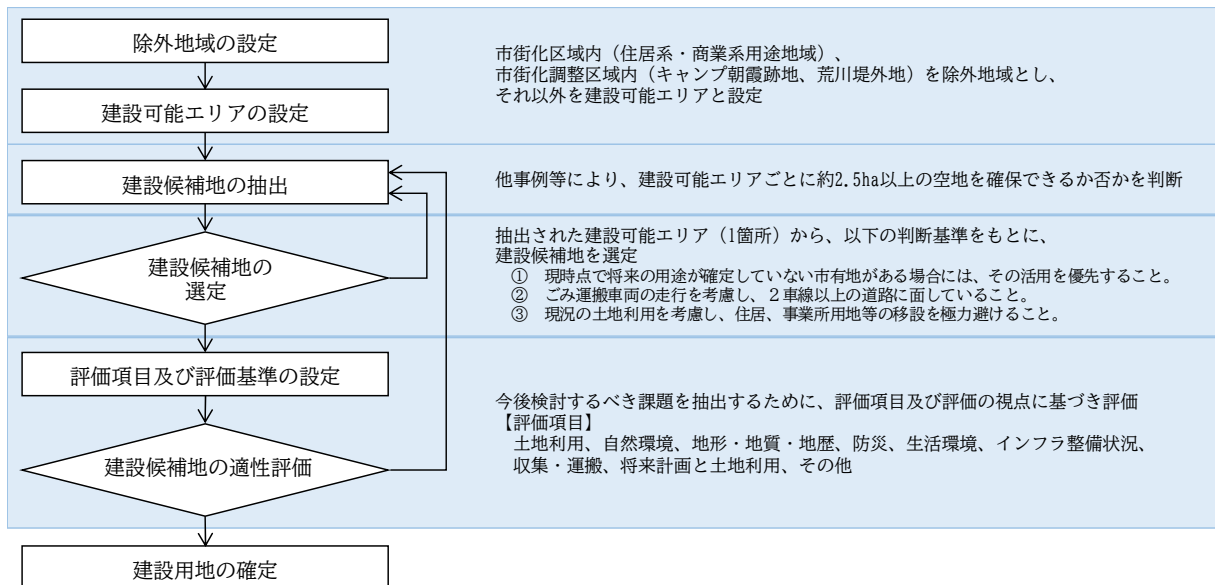 除外地域の設定
建設可能エリアの設定
市街化区域内（住居系・商業系用途地域）、
市街化調整区域内（キャンプ朝霞跡地、荒川堤外地）を除外地域とし、
それ以外を建設可能エリアと設定
建設候補地の抽出
他事例等により、建設可能エリアごとに約2.5ha以上の空地を確保できるか否かを判断
建設候補地の
選定
抽出された建設可能エリア（1箇所）から、以下の判断基準をもとに、
建設候補地を選定
① 現時点で将来の用途が確定していない市有地がある場合には、その活用を優先すること。
② ごみ運搬車両の走行を考慮し、２車線以上の道路に面していること。
③ 現況の土地利用を考慮し、住居、事業所用地等の移設を極力避けること。
評価項目及び評価基準の設定
建設候補地の適性評価
今後検討するべき課題を抽出するために、評価項目及び評価の視点に基づき評価
【評価項目】
土地利用、自然環境、地形・地質・地歴、防災、生活環境、インフラ整備状況、
収集・運搬、将来計画と土地利用、その他
建設用地の確定